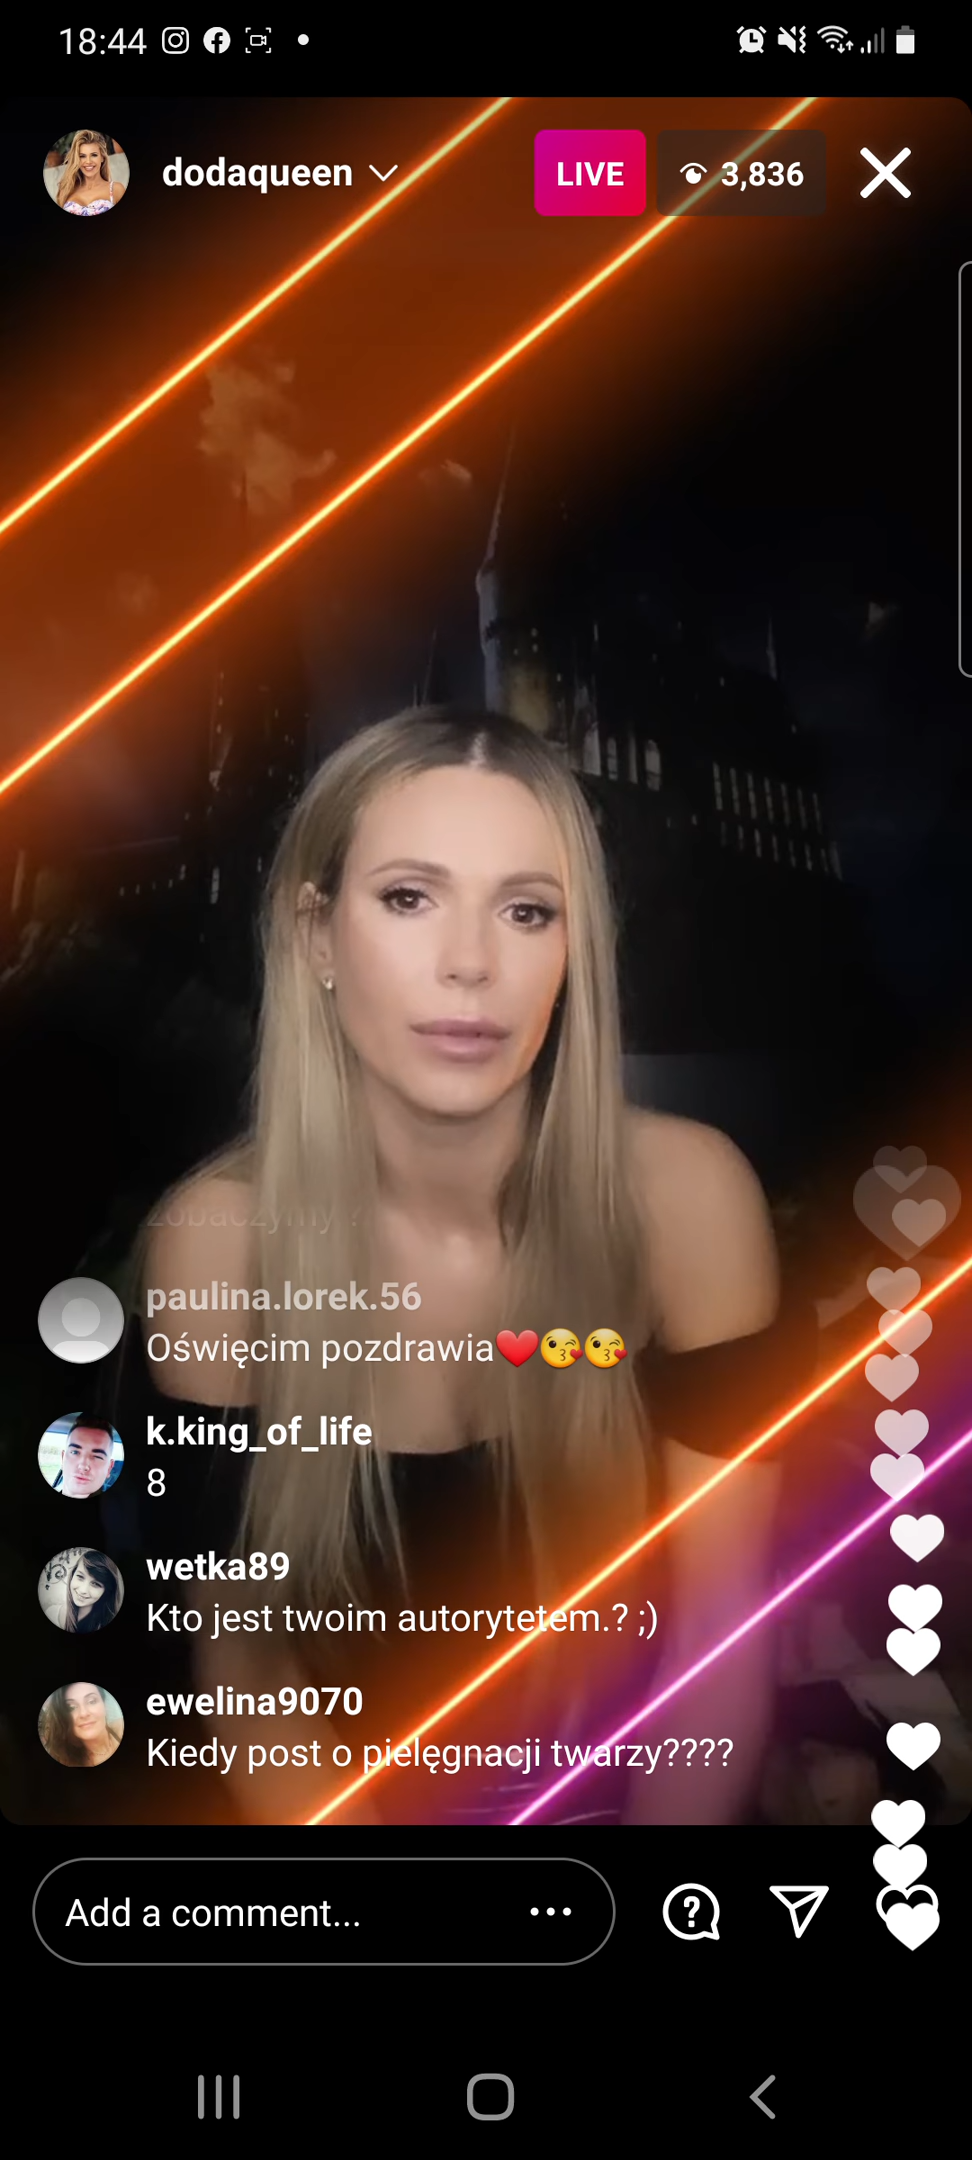 18:44
dodaqueen
LIVE
3,836
zobaczymy ?
paulina.lorek.56
Oświęcim pozdrawia❤️😘😘
k.king_of_life
8
wetka89
Kto jest twoim autorytetem.? ;)
ewelina9070
Kiedy post o pielęgnacji twarzy????
Add a comment...